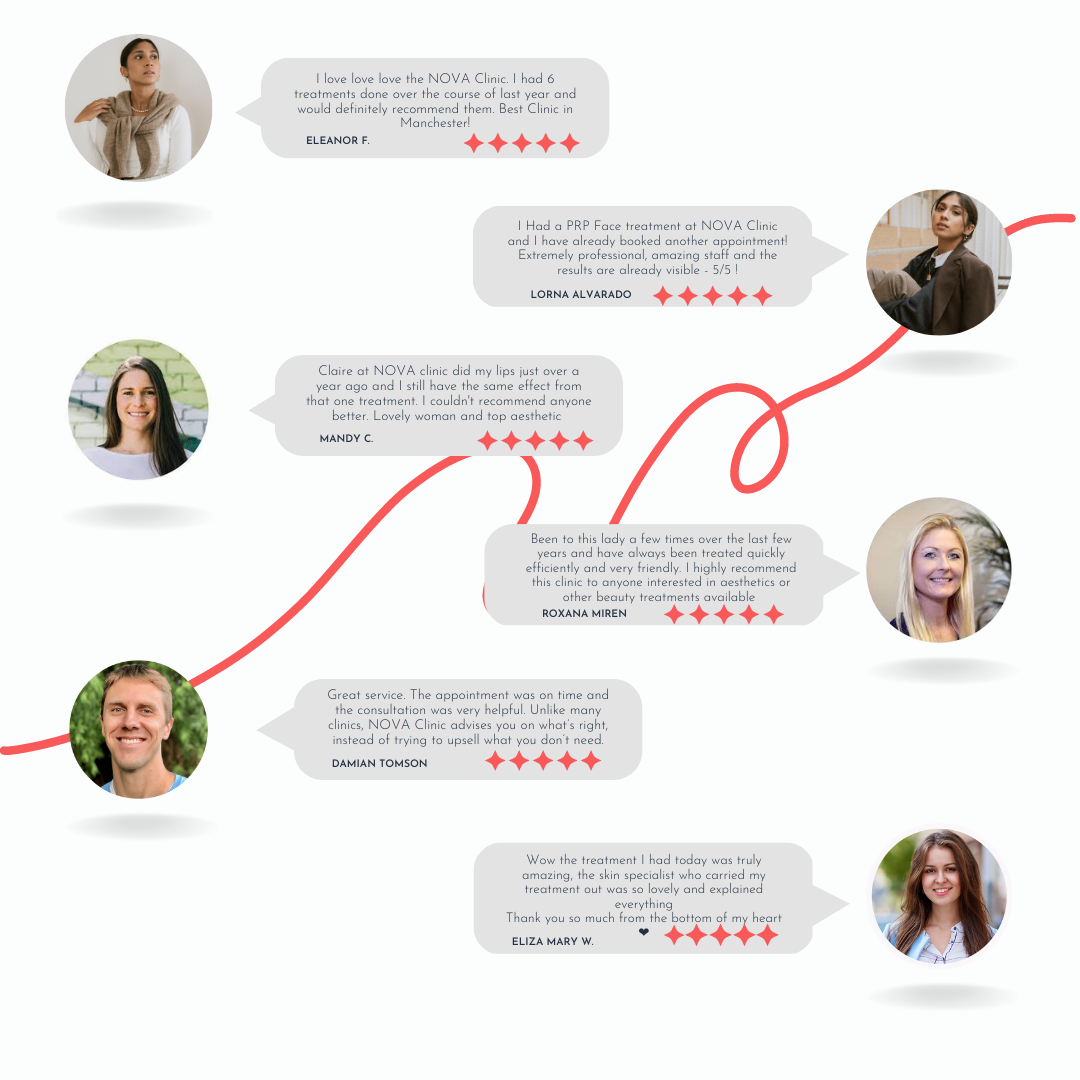 I love love love the NOVA Clinic. I had 6
treatments done over the course of last year and
would definitely recommend them. Best Clinic in
Manchester!
ELEANOR F.
I Had a PRP Face treatment at NOVA Clinic
and I have already booked another appointment!
Extremely professional, amazing staff and the
results are already visible - 5/5 !
LORNA ALVARADO
Claire at NOVA clinic did my lips just over a
year ago and I still have the same effect from
that one treatment. I couldn't recommend anyone
better. Lovely woman and top aesthetic
MANDY C.
Been to this lady a few times over the last few
years and have always been treated quickly
efficiently and very friendly. I highly recommend
this clinic to anyone interested in aesthetics or
other beauty treatments available
ROXANA MIREN
Great service. The appointment was on time and
the consultation was very helpful. Unlike many
clinics, NOVA Clinic advises you on what's right,
instead of trying to upsell what you don't need.
DAMIAN TOMSON
Wow the treatment I had today was truly
amazing, the skin specialist who carried my
treatment out was so lovely and explained
everything
Thank you so much from the bottom of my heart
❤
ELIZA MARY W.